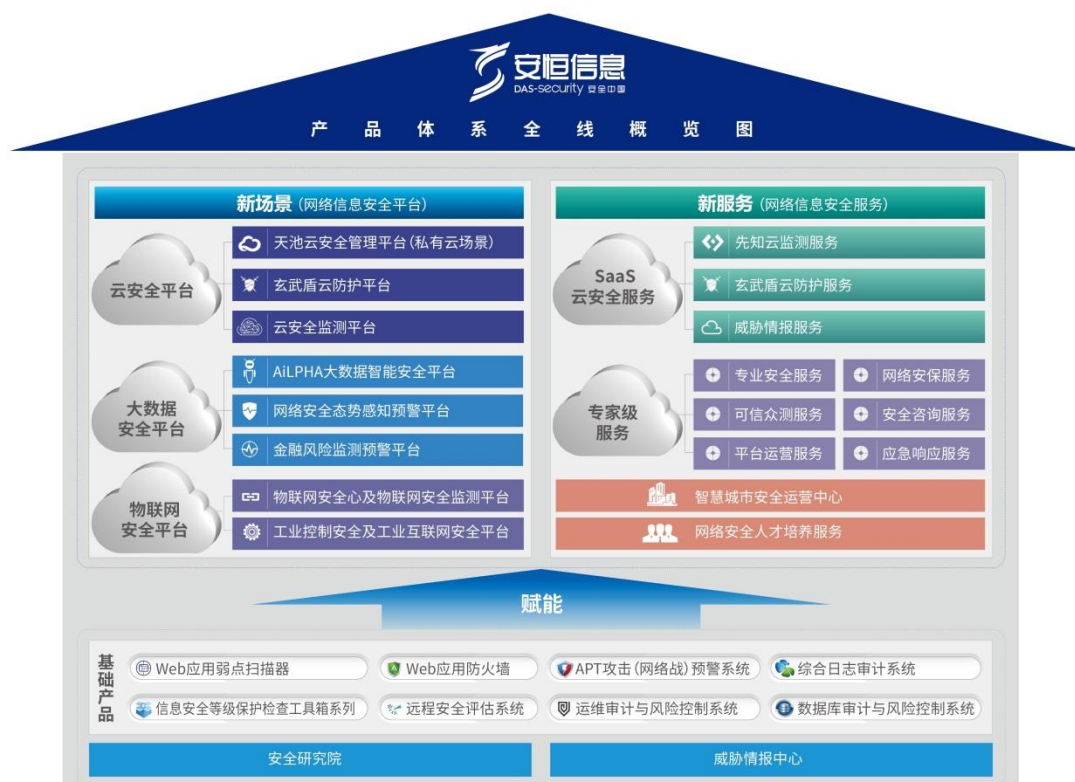 安恒信息
DAS-security 安全中国
产品体系全线概览图
新场景(网络信息安全平台)
云安全平台
天池云安全管理平台(私有云场景)
玄武盾云防护平台
云安全监测平台
大数据
安全平台
AiLPHA大数据智能安全平台
网络安全态势感知预警平台
金融风险监测预警平台
物联网
安全平台
物联网安全心及物联网安全监测平台
工业控制安全及工业互联网安全平台
新服务(网络信息安全服务)
SaaS
云安全服务
先知云监测服务
玄武盾云防护服务
威胁情报服务
专家级
服务
专业安全服务
网络安保服务
可信众测服务
安全咨询服务
平台运营服务
应急响应服务
智慧城市安全运营中心
网络安全人才培养服务
赋能
基础产品
Web应用弱点扫描器
Web应用防火墙
APT攻击(网络战)预警系统
综合日志审计系统
信息安全等级保护检查工具箱系列
远程安全评估系统
运维审计与风险控制系统
数据库审计与风险控制系统
安全研究院
威胁情报中心